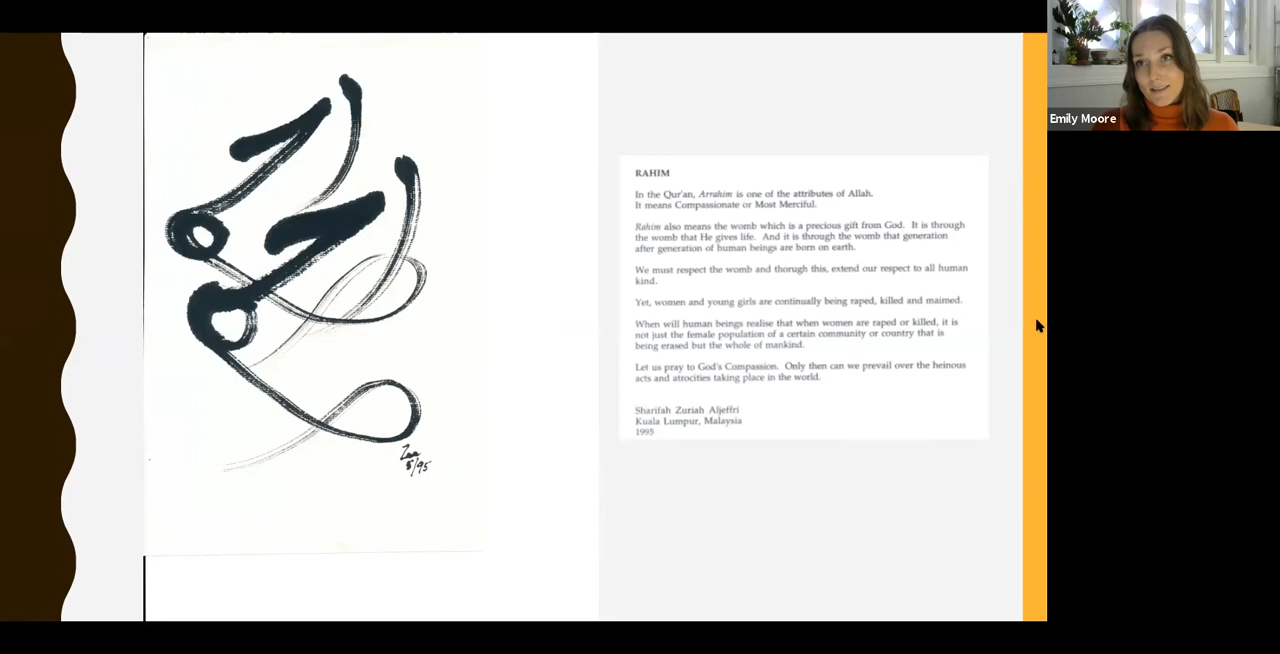 Zee
8/95
RAHIM
In the Qur'an, Arrahim is one of the attributes of Allah.
It means Compassionate or Most Merciful.
Rahim also means the womb which is a precious gift from God. It is through
the womb that He gives life. And it is through the womb that generation
after generation of human beings are born on earth.
We must respect the womb and thorugh this, extend our respect to all human
kind.
Yet, women and young girls are continually being raped, killed and maimed.
When will human beings realise that when women are raped or killed, it is
not just the female population of a certain community or country that is
being erased but the whole of mankind.
Let us pray to God's Compassion. Only then can we prevail over the heinous
acts and atrocities taking place in the world.
Sharifah Zuriah Aljeffri
Kuala Lumpur, Malaysia
1995
Emily Moore